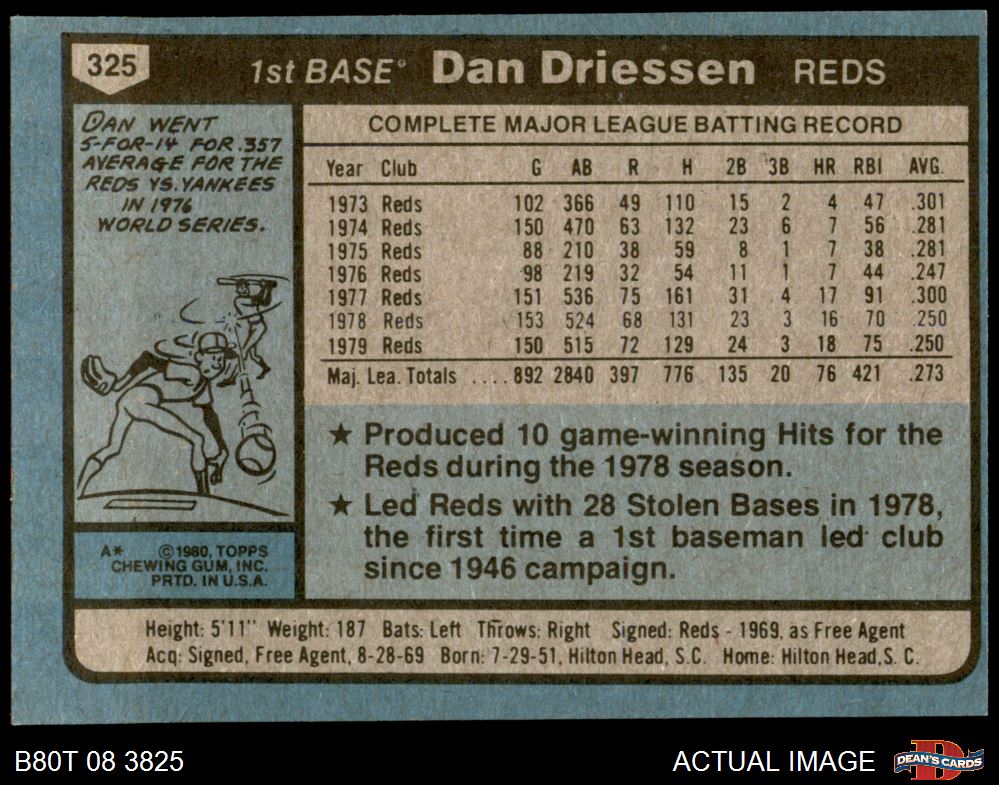 325 1st BASE Dan Driessen REDS
DAN WENT
5-FOR-14 FOR .357
AVERAGE FOR THE
REDS VS. YANKEES
IN 1976
WORLD SERIES.
COMPLETE MAJOR LEAGUE BATTING RECORD
Year Club G AB R H 2B 3B HR RBI AVG.
1973 Reds 102 366 49 110 15 2 4 47 .301
1974 Reds 150 470 63 132 23 6 7 56 .281
1975 Reds 88 210 38 59 8 1 7 38 .281
1976 Reds 98 219 32 54 11 1 7 44 .247
1977 Reds 151 536 75 161 31 4 17 91 .300
1978 Reds 153 524 68 131 23 3 16 70 .250
1979 Reds 150 515 72 129 24 3 18 75 .250
Maj. Lea. Totals .... 892 2840 397 776 135 20 76 421 .273
★ Produced 10 game-winning Hits for the
Reds during the 1978 season.
★ Led Reds with 28 Stolen Bases in 1978,
the first time a 1st baseman led club
since 1946 campaign.
A* ©1980, TOPPS
CHEWING GUM, INC.
PRTD. IN U.S.A.
Height: 5'11" Weight: 187 Bats: Left Throws: Right Signed: Reds - 1969, as Free Agent
Acq: Signed, Free Agent, 8-28-69 Born: 7-29-51, Hilton Head, S.C. Home: Hilton Head, S. C.
B80T 08 3825 ACTUAL IMAGE D DEAN'S CARDS